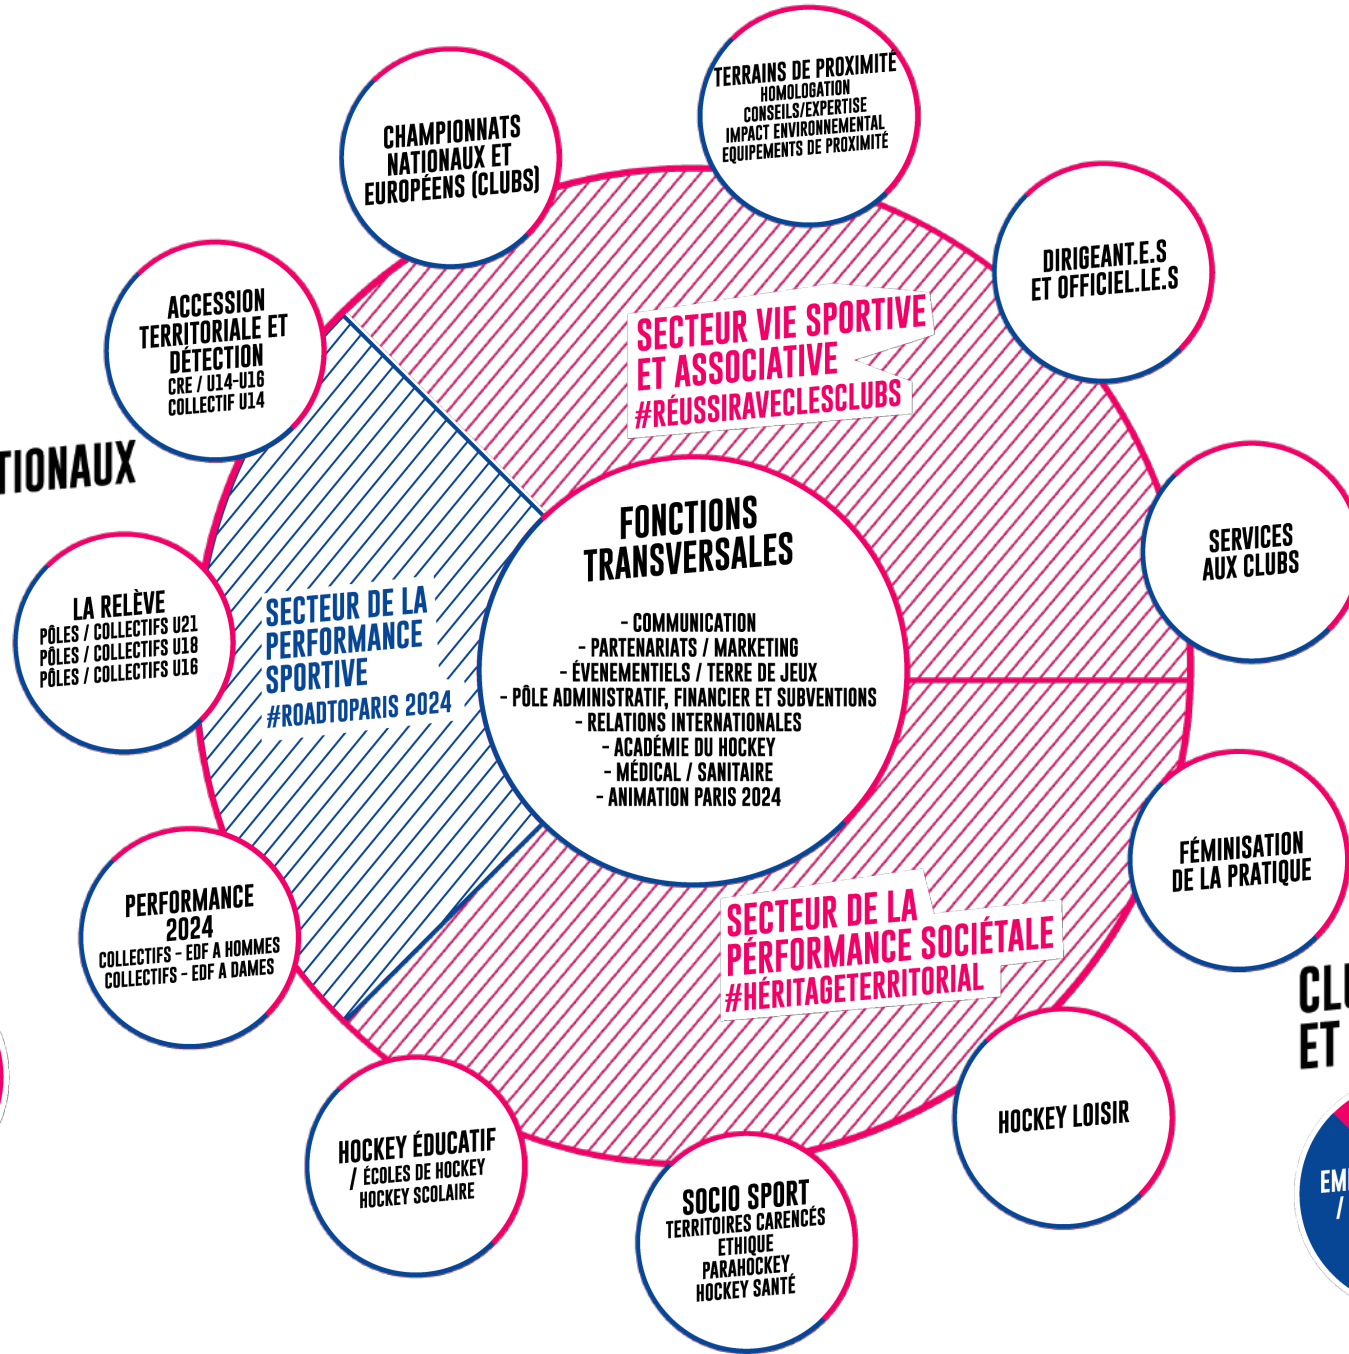 TERRAINS DE PROXIMITÉ
HOMOLOGATION
CONSEILS/EXPERTISE
IMPACT ENVIRONNEMENTAL
EQUIPEMENTS DE PROXIMITÉ
CHAMPIONNATS
NATIONAUX ET
EUROPÉENS (CLUBS)
DIRIGEANT.E.S
ET OFFICIEL.LE.S
ACCESSION
TERRITORIALE ET
DÉTECTION
CRE / U14-U16
COLLECTIF U14
SECTEUR VIE SPORTIVE
ET ASSOCIATIVE
#RÉUSSIRAVECLESCLUBS
TIONAUX
FONCTIONS
TRANSVERSALES
- COMMUNICATION
- PARTENARIATS / MARKETING
- ÉVENEMENTIELS / TERRE DE JEUX
- PÔLE ADMINISTRATIF, FINANCIER ET SUBVENTIONS
- RELATIONS INTERNATIONALES
- ACADÉMIE DU HOCKEY
- MÉDICAL / SANITAIRE
- ANIMATION PARIS 2024
SERVICES
AUX CLUBS
LA RELÈVE
PÔLES / COLLECTIFS U21
PÔLES / COLLECTIFS U18
PÔLES / COLLECTIFS U16
SECTEUR DE LA
PERFORMANCE
SPORTIVE
#ROADTOPARIS 2024
FÉMINISATION
DE LA PRATIQUE
PERFORMANCE
2024
COLLECTIFS - EDF A HOMMES
COLLECTIFS - EDF A DAMES
SECTEUR DE LA
PÉRFORMANCE SOCIÉTALE
#HÉRITAGETERRITORIAL
CLU
ET
HOCKEY LOISIR
HOCKEY ÉDUCATIF
/ ÉCOLES DE HOCKEY
HOCKEY SCOLAIRE
SOCIO SPORT
TERRITOIRES CARENCÉS
ETHIQUE
PARAHOCKEY
HOCKEY SANTÉ
EM
/